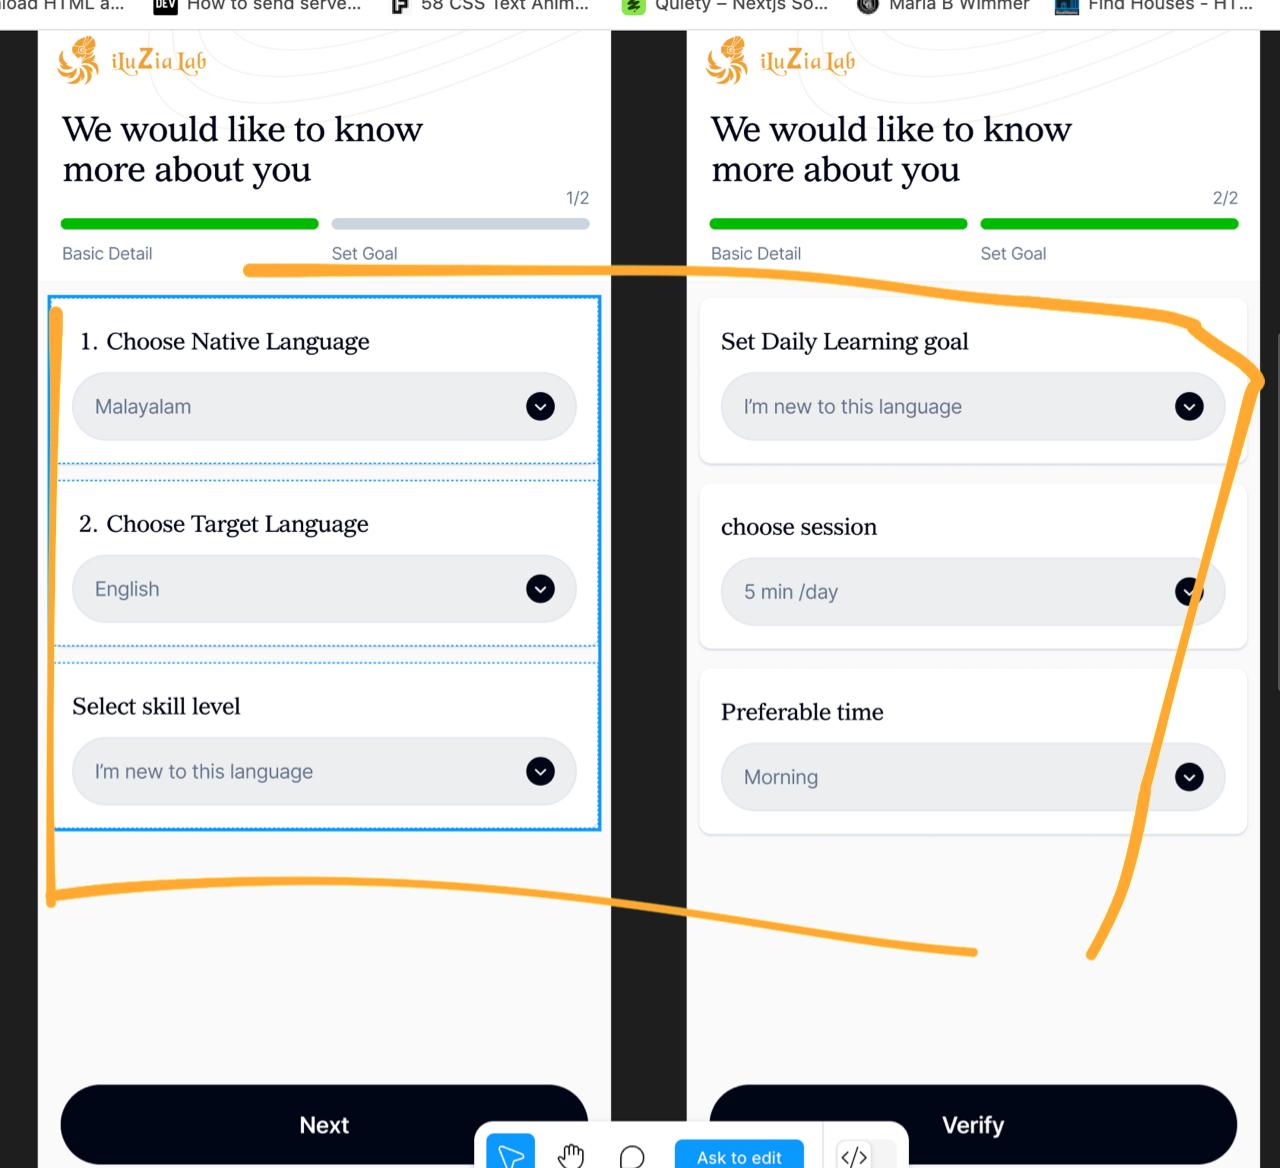 nload HTML a...
DEV
How to send serve...
58 CSS Text Anim...
Quiety – Nextjs So...
Maria B Wimmer
Find Houses - HT...
iLuZia Lab
We would like to know
more about you
1/2
Basic Detail
Set Goal
1. Choose Native Language
Malayalam
2. Choose Target Language
English
Select skill level
I'm new to this language
Next
iLuZia Lab
We would like to know
more about you
2/2
Basic Detail
Set Goal
Set Daily Learning goal
I'm new to this language
choose session
5 min /day
Preferable time
Morning
Verify
Ask to edit